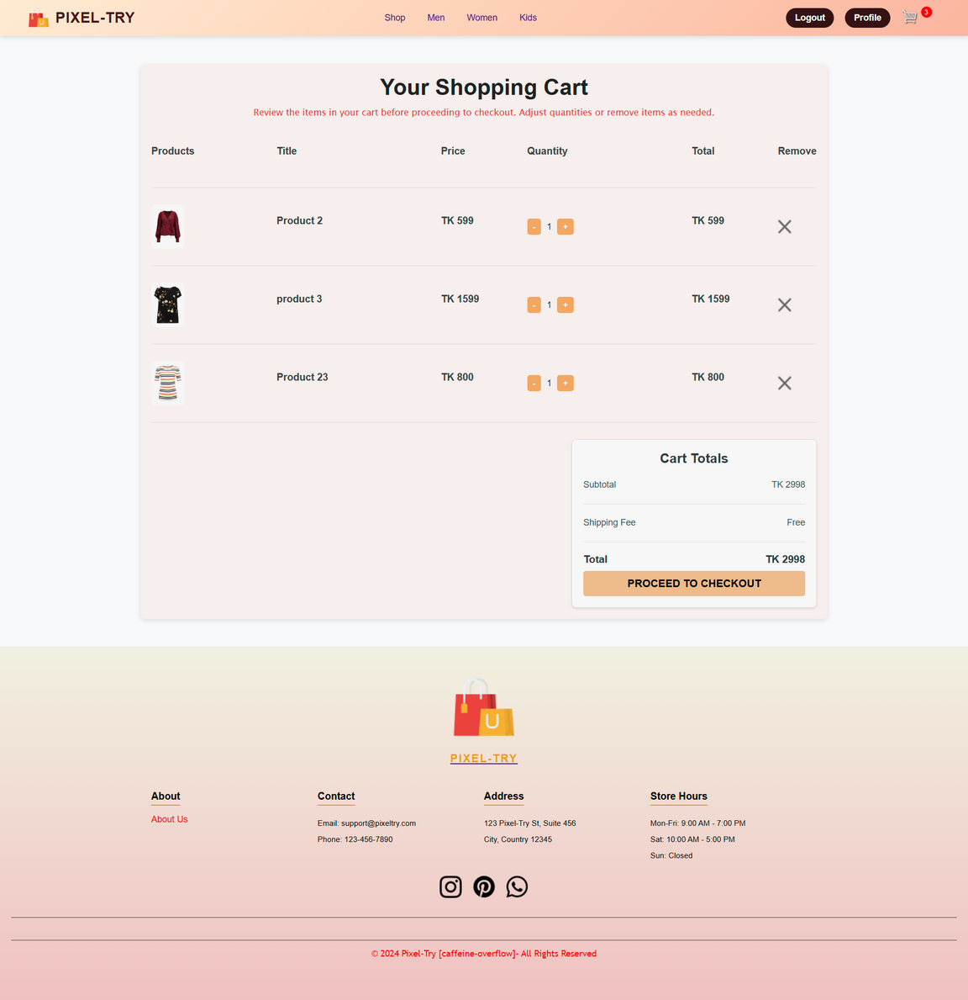 PIXEL-TRY
Shop Men Women Kids
Logout Profile 3
Your Shopping Cart
Review the items in your cart before proceeding to checkout. Adjust quantities or remove items as needed.
Products Title Price Quantity Total Remove
Product 2 TK 599 - 1 + TK 599
product 3 TK 1599 - 1 + TK 1599
Product 23 TK 800 - 1 + TK 800
Cart Totals
Subtotal TK 2998
Shipping Fee Free
Total TK 2998
PROCEED TO CHECKOUT
U
PIXEL-TRY
About
About Us
Contact
Email: support@pixeltry.com
Phone: 123-456-7890
Address
123 Pixel-Try St, Suite 456
City, Country 12345
Store Hours
Mon-Fri: 9:00 AM - 7:00 PM
Sat: 10:00 AM - 5:00 PM
Sun: Closed
© 2024 Pixel-Try [caffeine-overflow]- All Rights Reserved